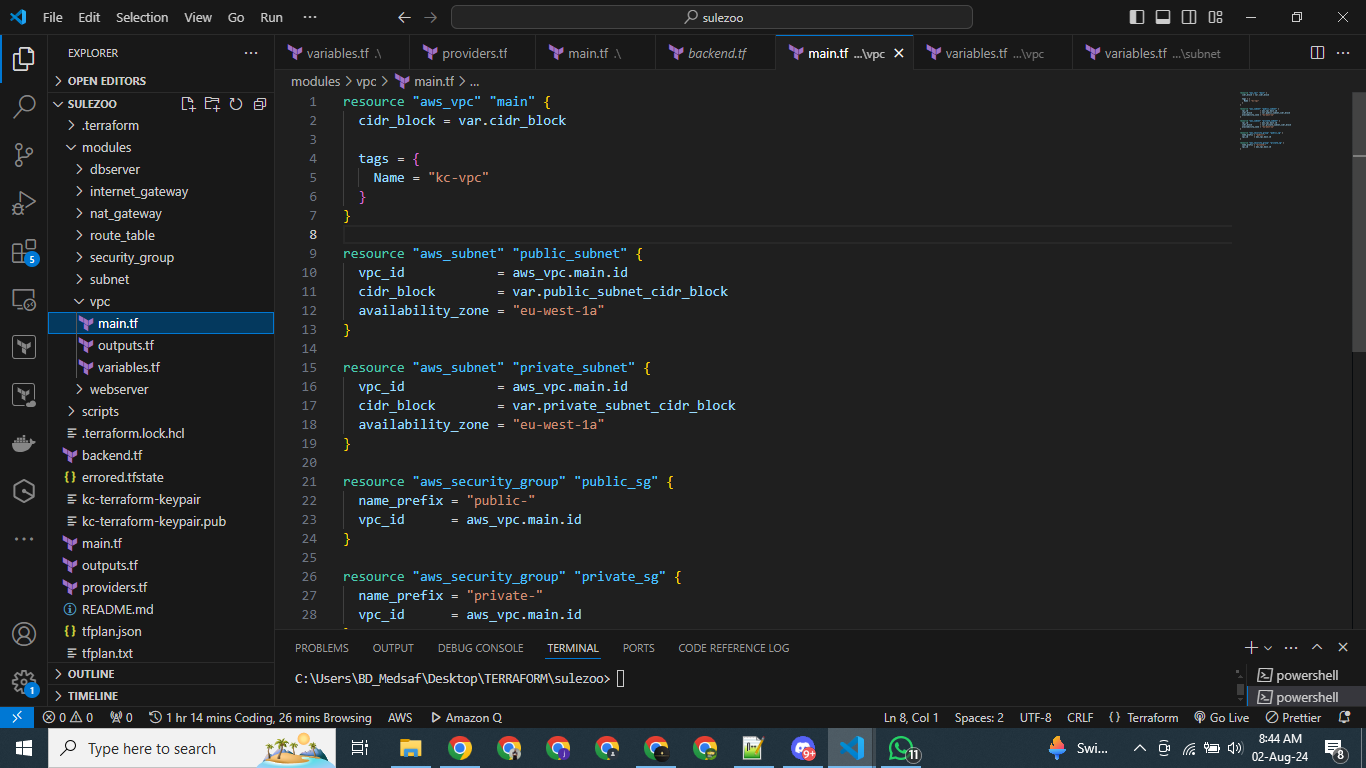 File Edit Selection View Go Run ··· sulezoo
EXPLORER ···
OPEN EDITORS
SULEZOO
.terraform
modules
dbserver
internet_gateway
nat_gateway
route_table
security_group
subnet
vpc
main.tf
outputs.tf
variables.tf
webserver
scripts
.terraform.lock.hcl
backend.tf
errored.tfstate
kc-terraform-keypair
kc-terraform-keypair.pub
main.tf
outputs.tf
providers.tf
README.md
tfplan.json
tfplan.txt
OUTLINE
TIMELINE
5
1
variables.tf .\ providers.tf main.tf .\ backend.tf main.tf ...\vpc variables.tf ...\vpc variables.tf ...\subnet
modules > vpc > main.tf > ...
1 resource "aws_vpc" "main" {
2 cidr_block = var.cidr_block
3
4 tags = {
5 Name = "kc-vpc"
6 }
7 }
8
9 resource "aws_subnet" "public_subnet" {
10 vpc_id = aws_vpc.main.id
11 cidr_block = var.public_subnet_cidr_block
12 availability_zone = "eu-west-1a"
13 }
14
15 resource "aws_subnet" "private_subnet" {
16 vpc_id = aws_vpc.main.id
17 cidr_block = var.private_subnet_cidr_block
18 availability_zone = "eu-west-1a"
19 }
20
21 resource "aws_security_group" "public_sg" {
22 name_prefix = "public-"
23 vpc_id = aws_vpc.main.id
24 }
25
26 resource "aws_security_group" "private_sg" {
27 name_prefix = "private-"
28 vpc_id = aws_vpc.main.id
PROBLEMS OUTPUT DEBUG CONSOLE TERMINAL PORTS CODE REFERENCE LOG
C:\Users\BD_Medsaf\Desktop\TERRAFORM\sulezoo>
powershell
powershell
0 0 0 1 hr 14 mins Coding, 26 mins Browsing AWS Amazon Q Ln 8, Col 1 Spaces: 2 UTF-8 CRLF {} Terraform Go Live Prettier
Type here to search 9+ 11 Swi... 8:44 AM
02-Aug-24 8